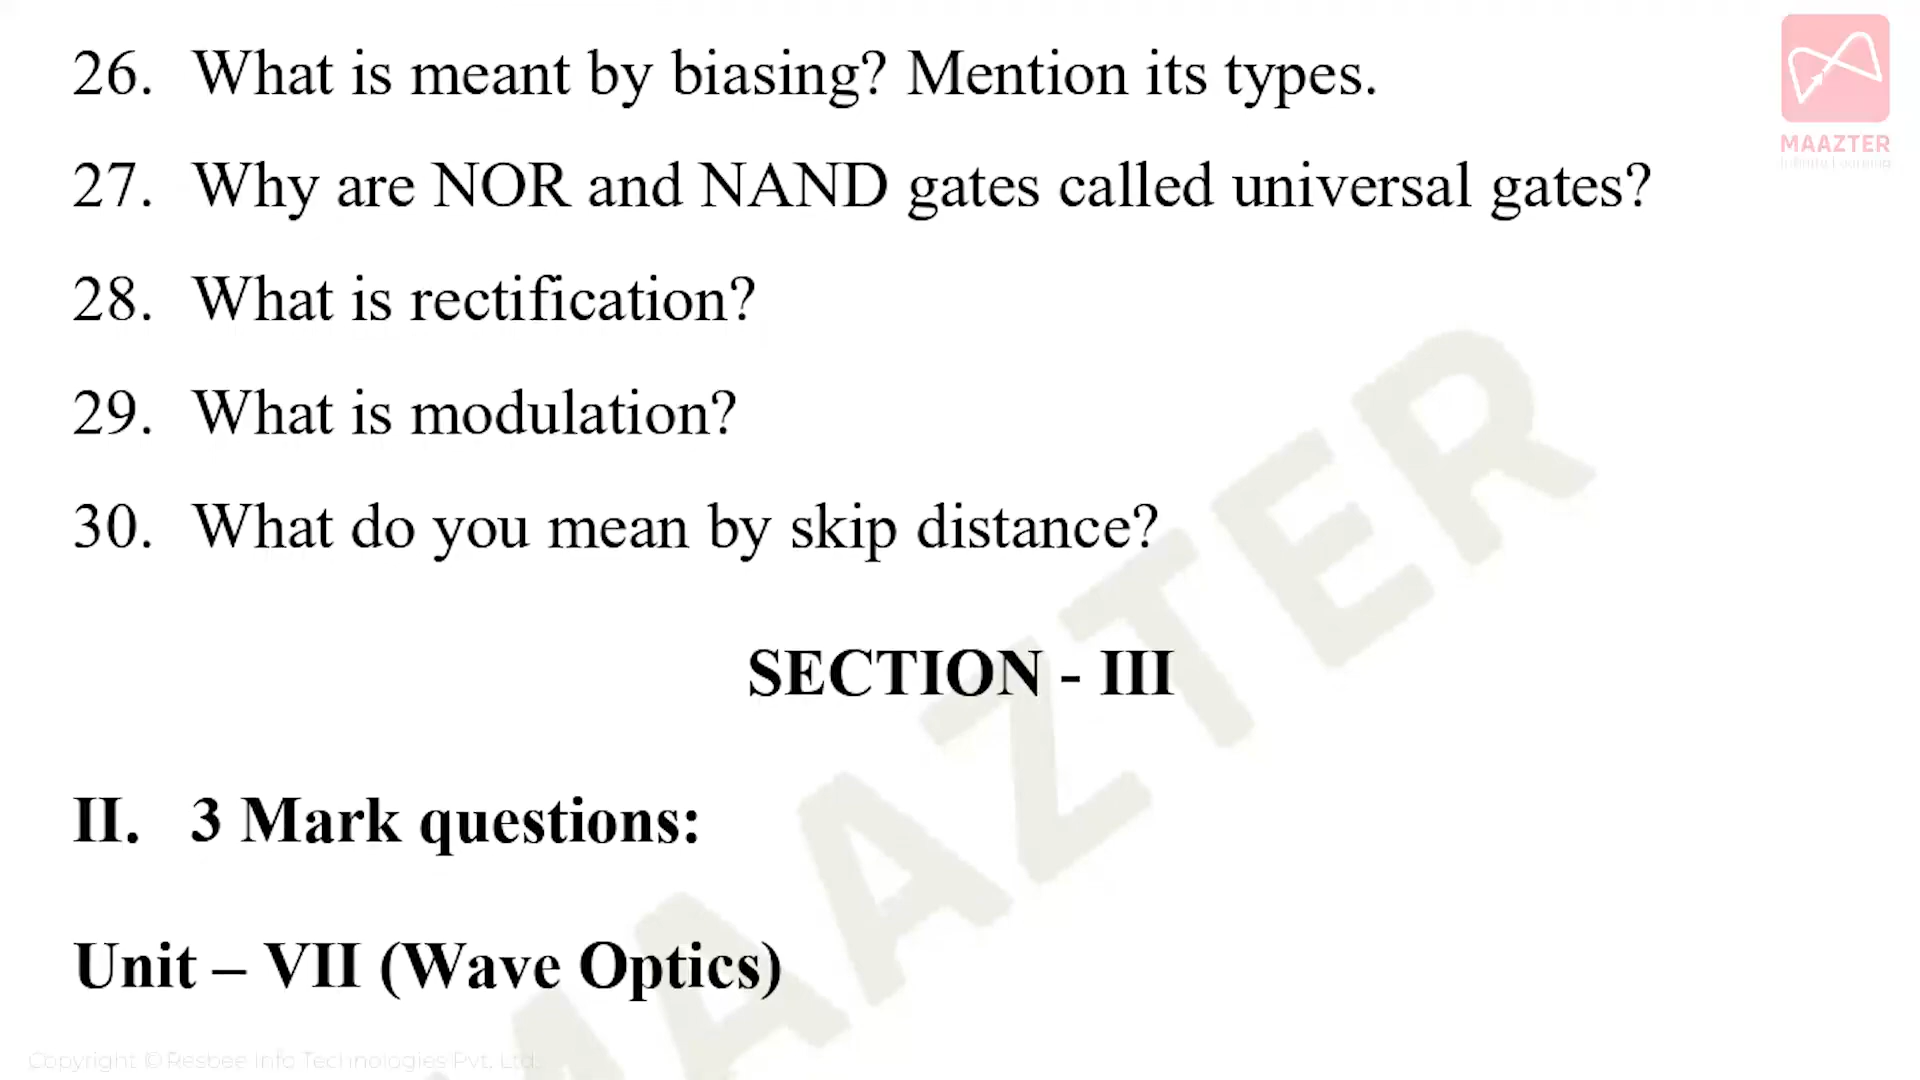 26. What is meant by biasing? Mention its types.
MAAZTER
Infinity Learning
27. Why are NOR and NAND gates called universal gates?
28. What is rectification?
29. What is modulation?
30. What do you mean by skip distance?
SECTION - III
II. 3 Mark questions:
Unit – VII (Wave Optics)
MAAZTER
Copyright © Resbee Info Technologies Pvt. Ltd.